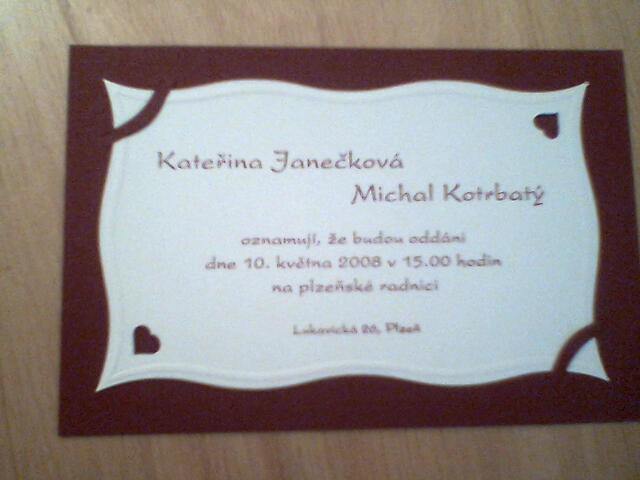 Kateřina Janečková
Michal Kotrbatý
oznamují, že budou oddáni
dne 10. května 2008 v 15.00 hodin
na plzeňské radnici
Lukavická 20, Plzeň